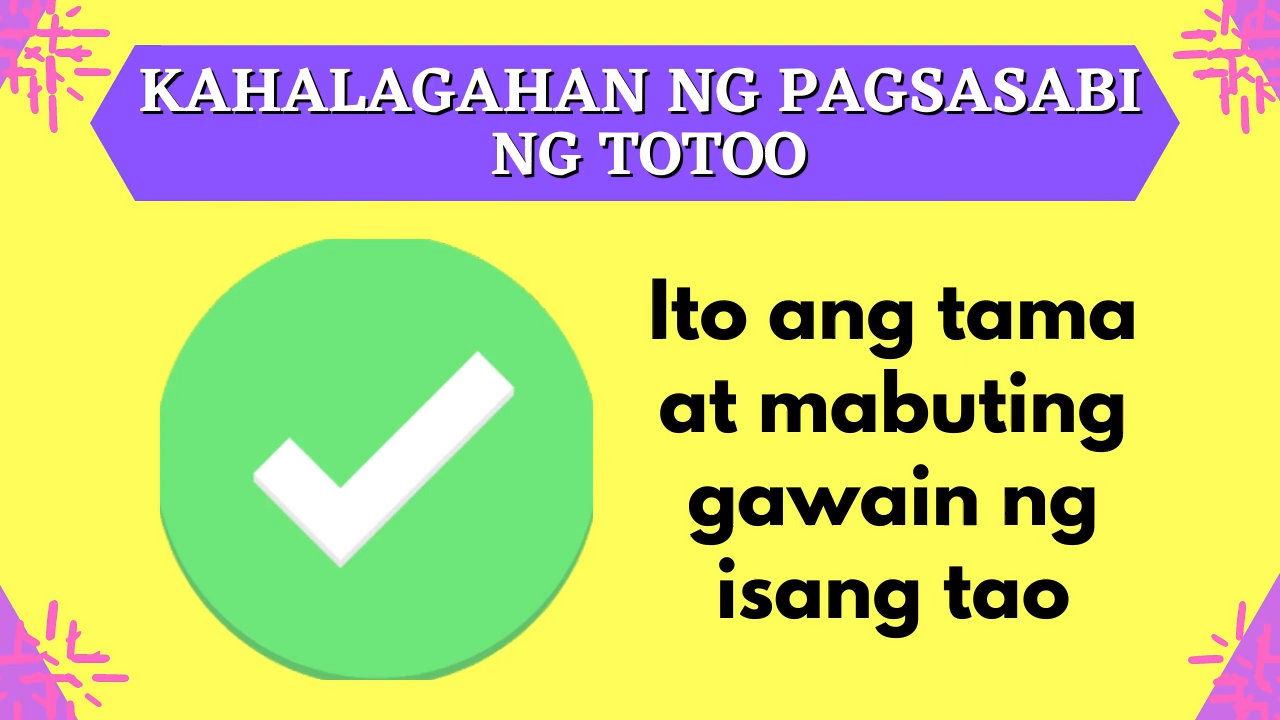 KAHALAGAHAN NG PAGSASABI
NG TOTOO
Ito ang tama
at mabuting
gawain ng
isang tao